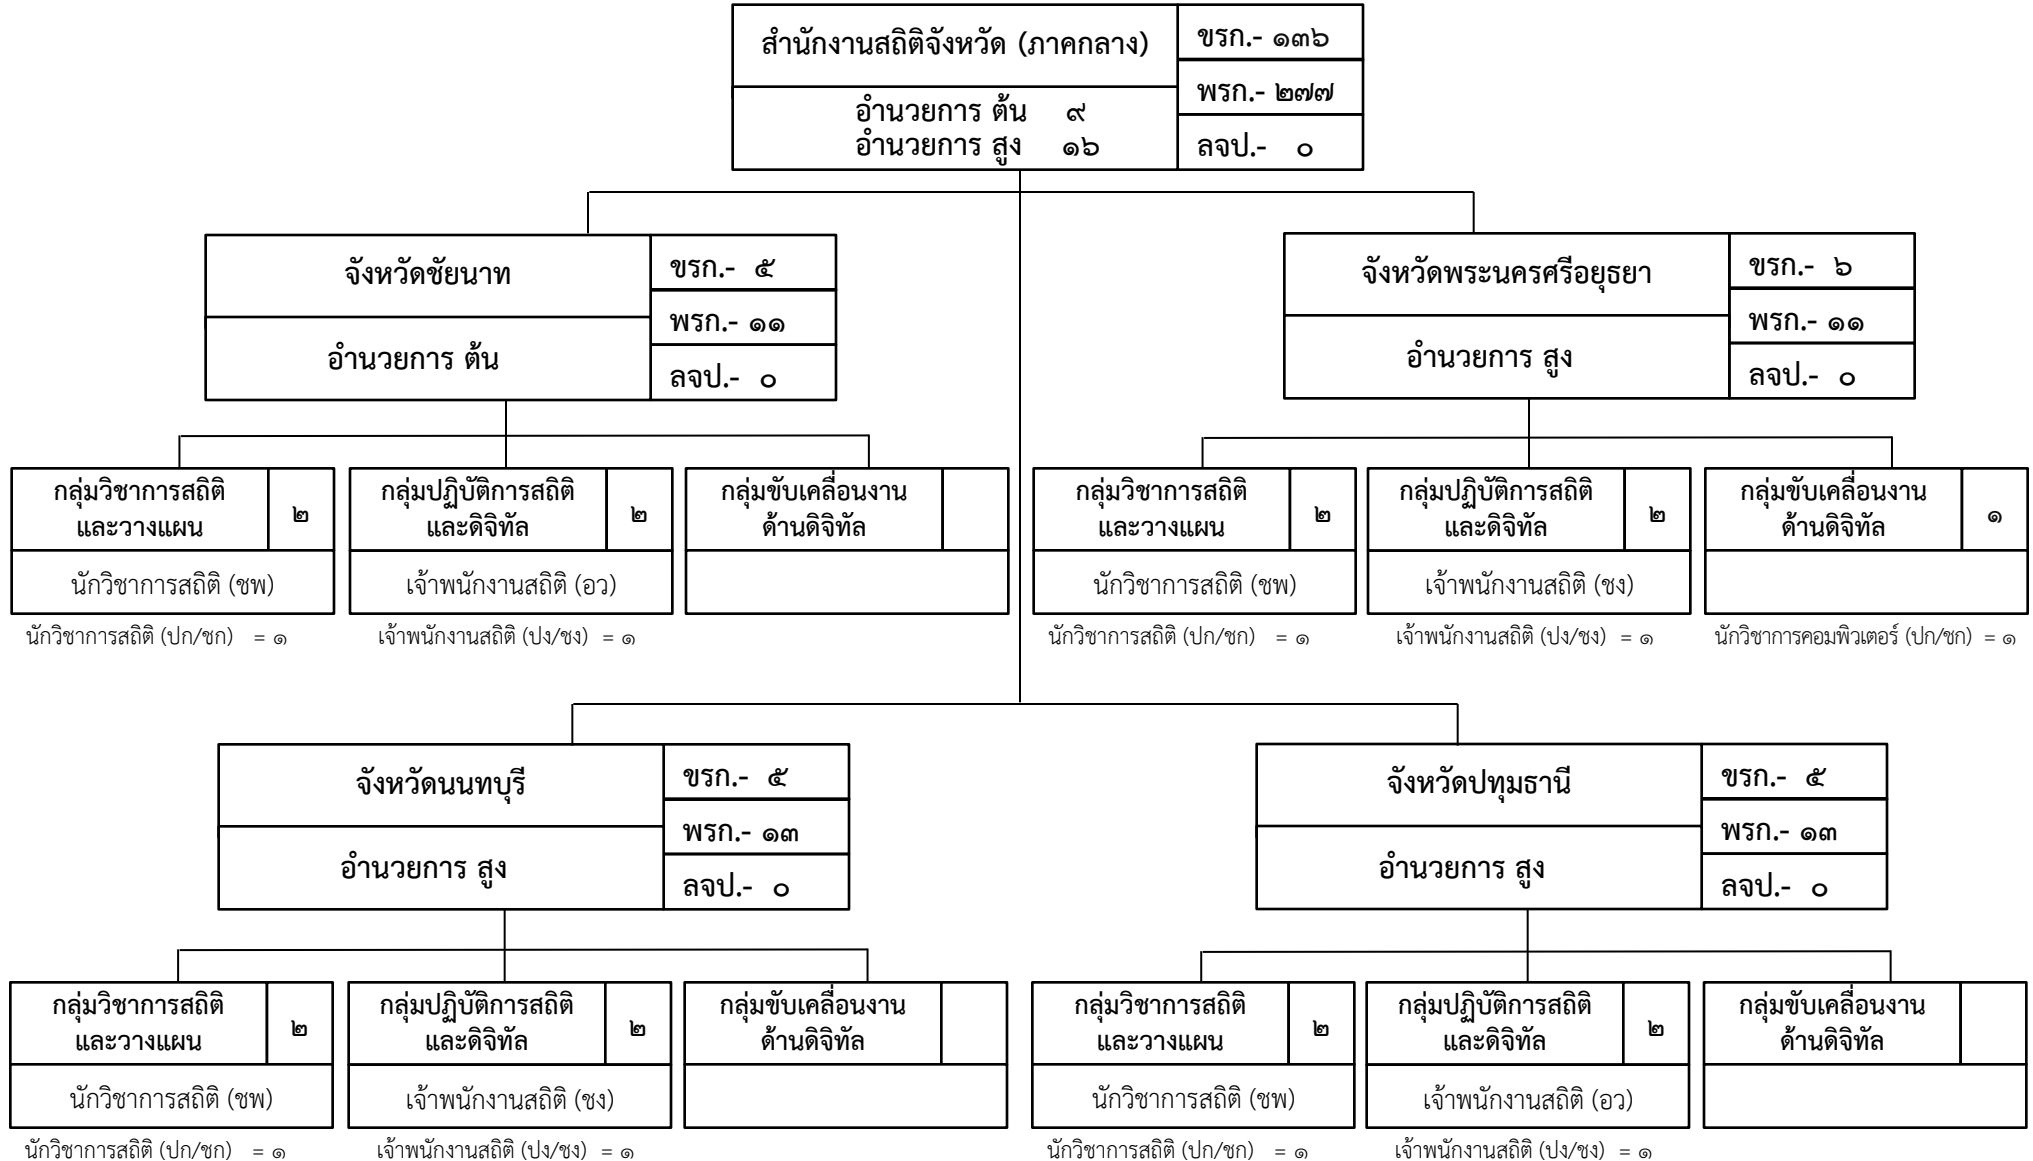 สำนักงานสถิติจังหวัด (ภาคกลาง)
ขรก.- ๑๓๖
พรก.- ๒๗๗
อำนวยการ ต้น ๙
อำนวยการ สูง ๑๖
ลจป.- ๐
จังหวัดชัยนาท
ขรก.- ๕
พรก.- ๑๑
อำนวยการ ต้น
ลจป.- ๐
จังหวัดพระนครศรีอยุธยา
ขรก.- ๖
พรก.- ๑๑
อำนวยการ สูง
ลจป.- ๐
กลุ่มวิชาการสถิติ
และวางแผน
๒
นักวิชาการสถิติ (ชพ)
นักวิชาการสถิติ (ปก/ชก) = ๑
กลุ่มปฏิบัติการสถิติ
และดิจิทัล
๒
เจ้าพนักงานสถิติ (อว)
เจ้าพนักงานสถิติ (ปง/ชง) = ๑
กลุ่มขับเคลื่อนงาน
ด้านดิจิทัล
กลุ่มวิชาการสถิติ
และวางแผน
๒
นักวิชาการสถิติ (ชพ)
นักวิชาการสถิติ (ปก/ชก) = ๑
กลุ่มปฏิบัติการสถิติ
และดิจิทัล
๒
เจ้าพนักงานสถิติ (ชง)
เจ้าพนักงานสถิติ (ปง/ชง) = ๑
กลุ่มขับเคลื่อนงาน
ด้านดิจิทัล
๑
นักวิชาการคอมพิวเตอร์ (ปก/ชก) = ๑
จังหวัดนนทบุรี
ขรก.- ๕
พรก.- ๑๓
อำนวยการ สูง
ลจป.- ๐
จังหวัดปทุมธานี
ขรก.- ๕
พรก.- ๑๓
อำนวยการ สูง
ลจป.- ๐
กลุ่มวิชาการสถิติ
และวางแผน
๒
นักวิชาการสถิติ (ชพ)
นักวิชาการสถิติ (ปก/ชก) = ๑
กลุ่มปฏิบัติการสถิติ
และดิจิทัล
๒
เจ้าพนักงานสถิติ (ชง)
เจ้าพนักงานสถิติ (ปง/ชง) = ๑
กลุ่มขับเคลื่อนงาน
ด้านดิจิทัล
กลุ่มวิชาการสถิติ
และวางแผน
๒
นักวิชาการสถิติ (ชพ)
นักวิชาการสถิติ (ปก/ชก) = ๑
กลุ่มปฏิบัติการสถิติ
และดิจิทัล
๒
เจ้าพนักงานสถิติ (อว)
เจ้าพนักงานสถิติ (ปง/ชง) = ๑
กลุ่มขับเคลื่อนงาน
ด้านดิจิทัล